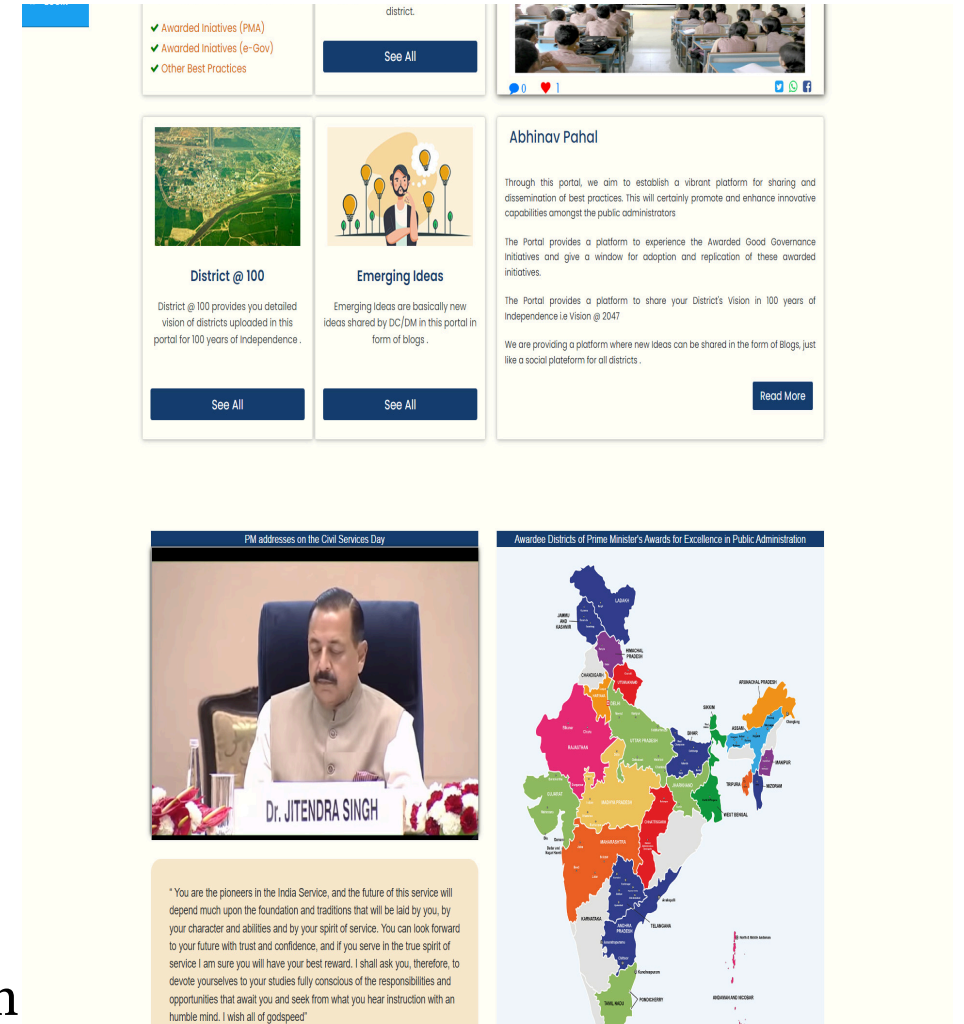 district.
Awarded Iniatives (PMA)
Awarded Iniatives (e-Gov)
Other Best Practices
See All
0
1
District @ 100
District @ 100 provides you detailed
vision of districts uploaded in this
portal for 100 years of Independence .
See All
Emerging Ideas
Emerging Ideas are basically new
ideas shared by DC/DM in this portal in
form of blogs .
See All
Abhinav Pahal
Through this portal, we aim to establish a vibrant platform for sharing and
dissemination of best practices. This will certainly promote and enhance innovative
capabilities amongst the public administrators
The Portal provides a platform to experience the Awarded Good Governance
Initiatives and give a window for adoption and replication of these awarded
initiatives.
The Portal provides a platform to share your District's Vision in 100 years of
Independence i.e Vision @ 2047
We are providing a platform where new Ideas can be shared in the form of Blogs, just
like a social plateform for all districts .
Read More
PM addresses on the Civil Services Day
Dr. JITENDRA SINGH
" You are the pioneers in the India Service, and the future of this service will
depend much upon the foundation and traditions that will be laid by you, by
your character and abilities and by your spirit of service. You can look forward
to your future with trust and confidence, and if you serve in the true spirit of
service I am sure you will have your best reward. I shall ask you, therefore, to
devote yourselves to your studies fully conscious of the responsibilities and
opportunities that await you and seek from what you hear instruction with an
humble mind. I wish all of godspeed"
Awardee Districts of Prime Minister's Awards for Excellence in Public Administration
LADAKH
JAMMU
AND
KASHMIR
HIMACHAL
PRADESH
CHANDIGARH
UTTARAKHAND
HARYANA
DELHI
ARUNACHAL PRADESH
SIKKIM
ASSAM
BIHAR
UTTAR PRADESH
RAJASTHAN
MANIPUR
TRIPURA
MIZORAM
JHARKHAND
GUJARAT
MADHYA PRADESH
WEST BENGAL
CHHATTISGARH
MAHARASHTRA
KARNATAKA
TELANGANA
ANDHRA
PRADESH
North & Middle Andaman
ANDAMAN AND NICOBAR
PONDICHERRY
TAMIL NADU
n